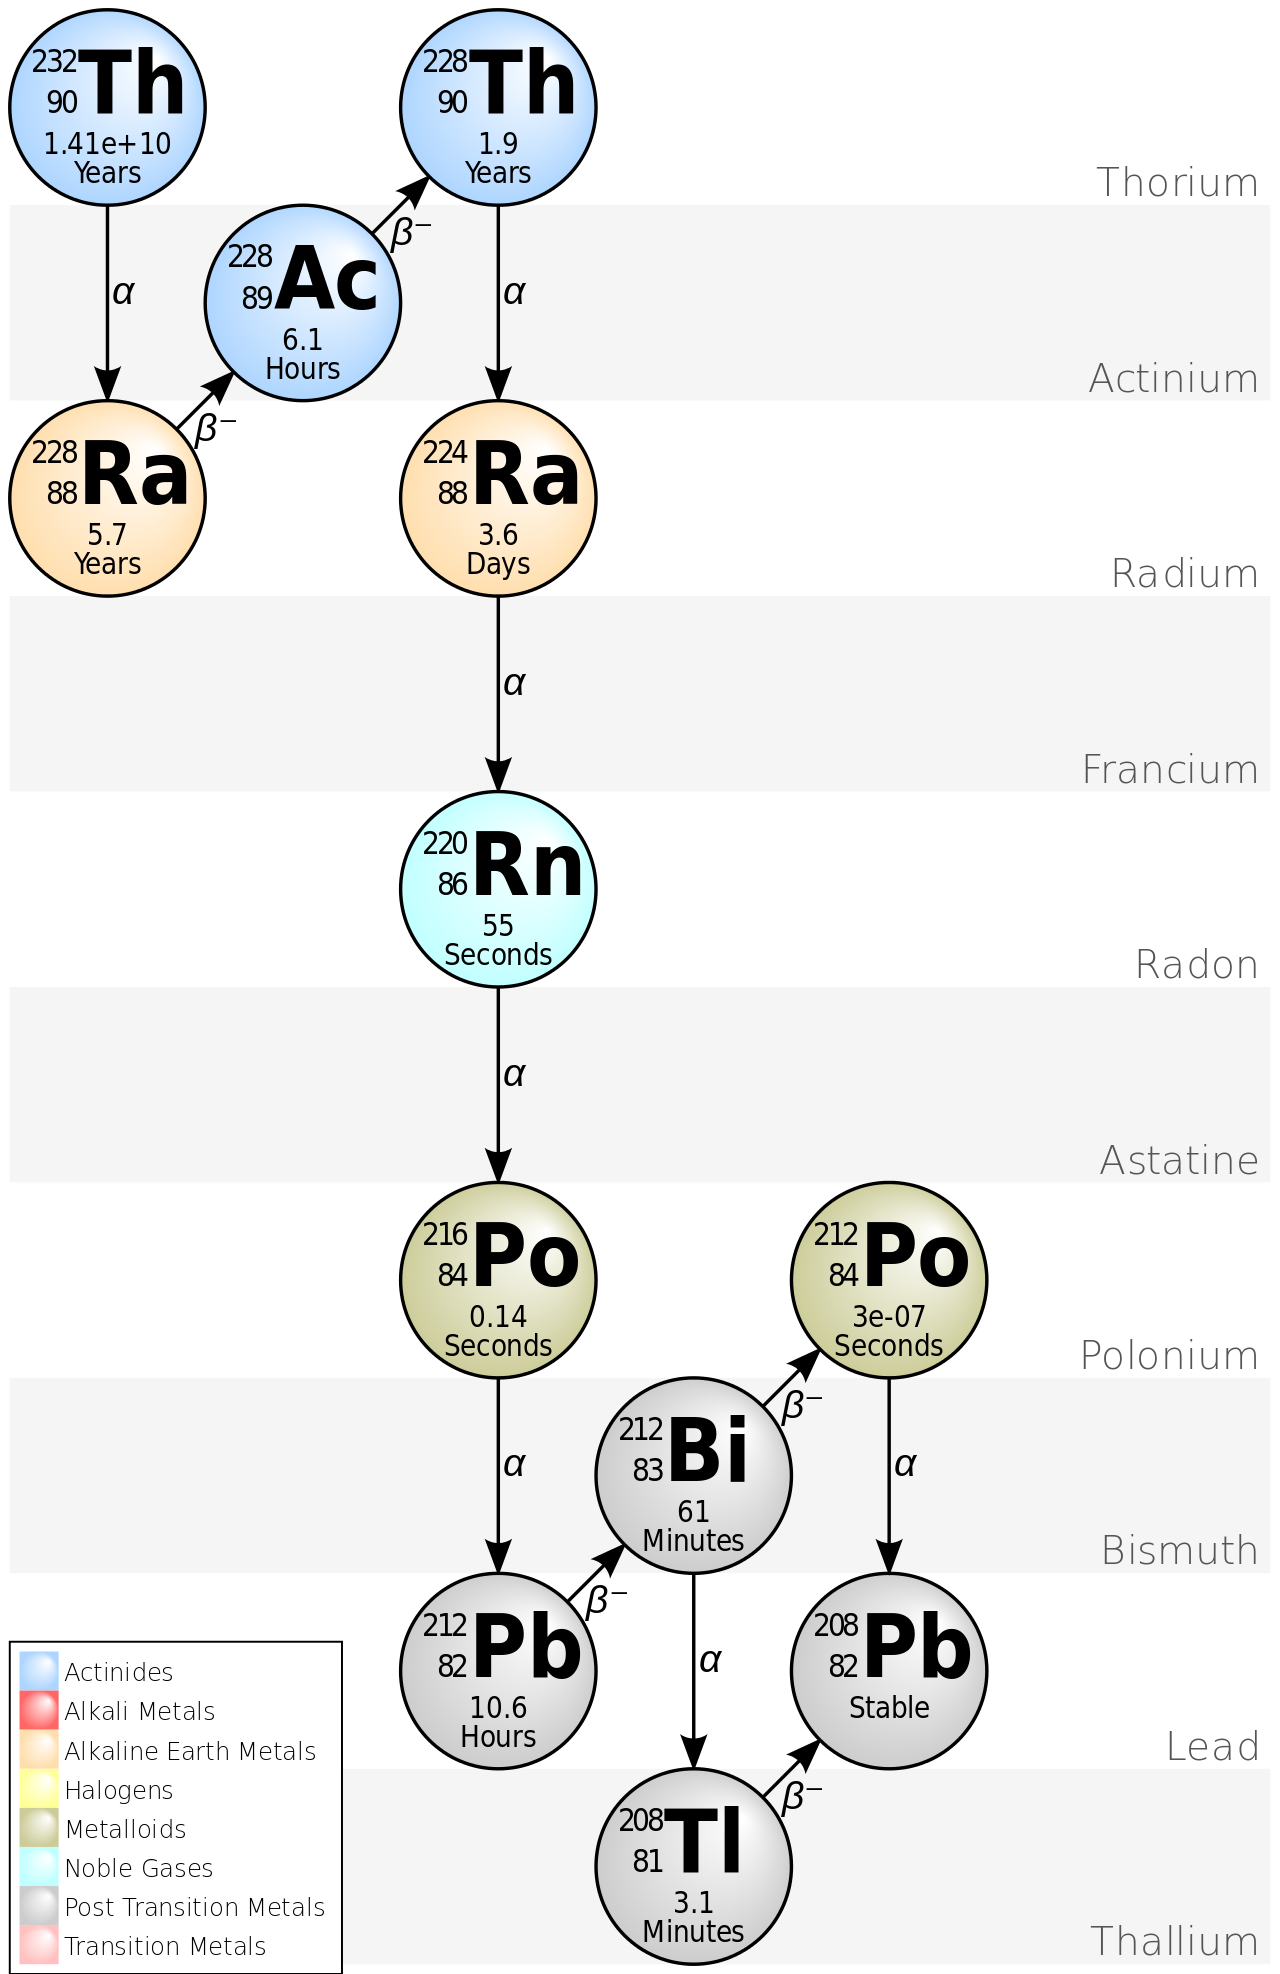 232
90 Th
1.41e+10
Years
228
90 Th
1.9
Years
Thorium
α
β−
228
89 Ac
6.1
Hours
α
Actinium
228
88 Ra
5.7
Years
β−
224
88 Ra
3.6
Days
Radium
α
Francium
220
86 Rn
55
Seconds
Radon
α
Astatine
216
84 Po
0.14
Seconds
212
84 Po
3e-07
Seconds
Polonium
α
212
83 Bi
61
Minutes
β−
α
Bismuth
212
82 Pb
10.6
Hours
β−
α
208
82 Pb
Stable
Lead
208
81 Tl
3.1
Minutes
β−
Thallium
Actinides
Alkali Metals
Alkaline Earth Metals
Halogens
Metalloids
Noble Gases
Post Transition Metals
Transition Metals